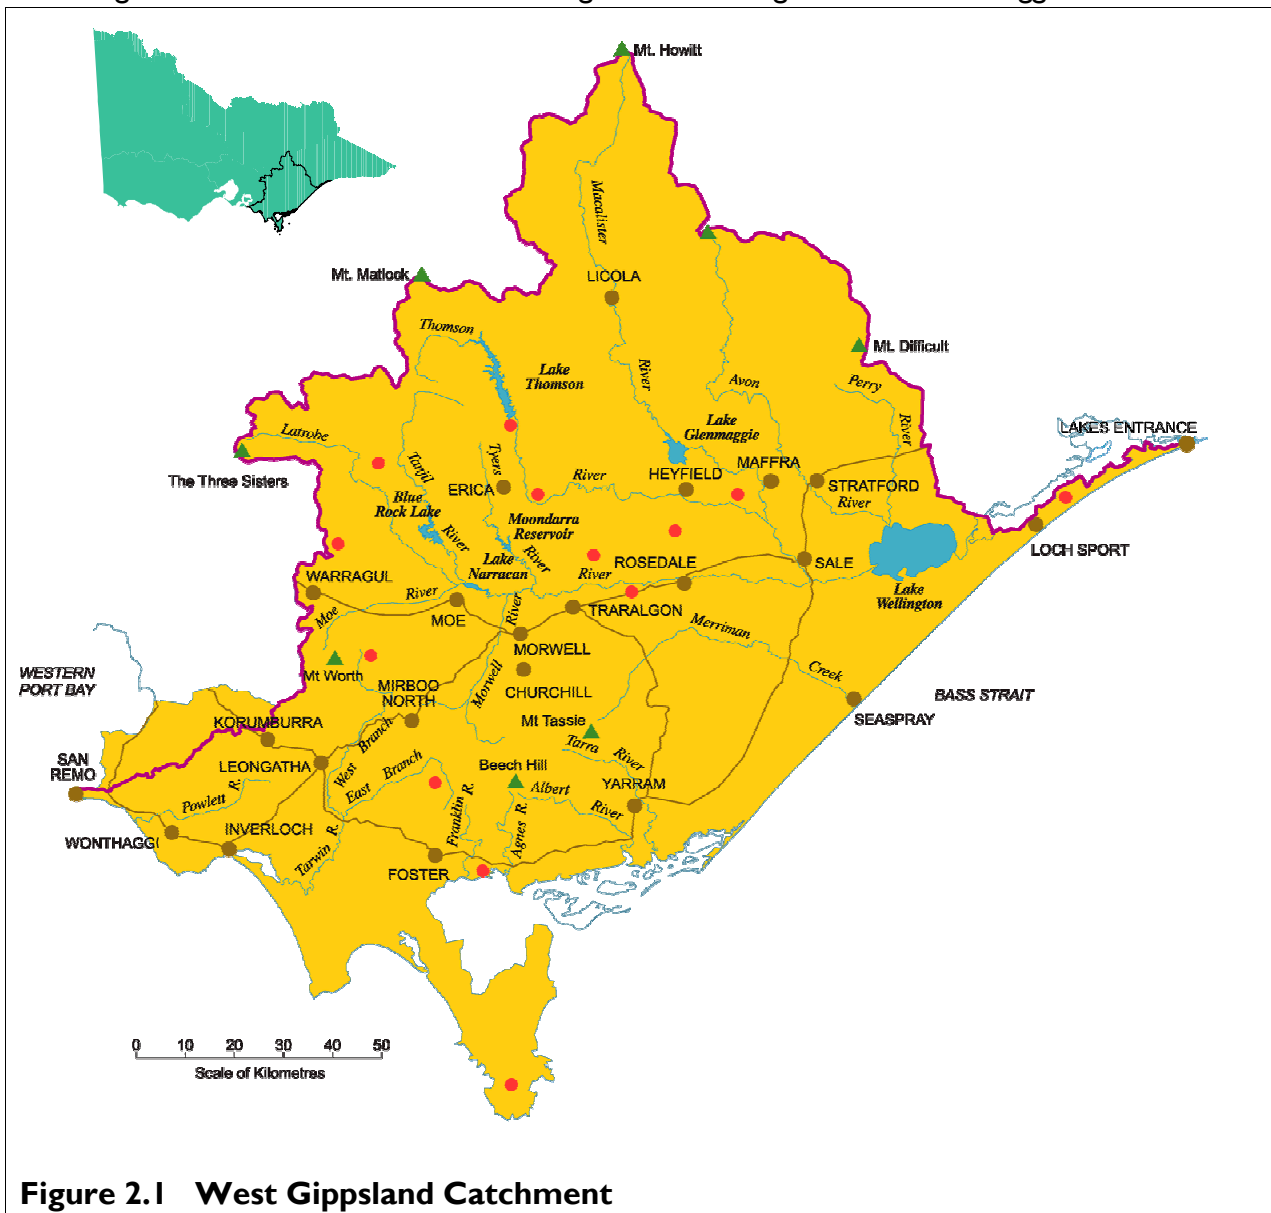 Mt. Howitt
Macalister
LICOLA
Mt. Matlock
Thomson
Lake
Thomson
River
Mt. Difficult
Avon
Perry
River
Lake
Glenmaggie
LAKES ENTRANCE
Latrobe
The Three Sisters
Tanjil
Tyers
River
HEYFIELD
MAFFRA
STRATFORD
River
ERICA
Blue
Rock Lake
River
Moondarra
Reservoir
River
LOCH SPORT
Lake
Narracan
River
ROSEDALE
SALE
Lake
Wellington
WARRAGUL
River
Moe
MOE
River
TRARALGON
Merriman
Creek
MORWELL
CHURCHILL
Morwell
WESTERN
PORT BAY
Mt Worth
MIRBOO
NORTH
BASS STRAIT
SEASPRAY
KORUMBURRA
Mt Tassie
Tarra
River
SAN
REMO
LEONGATHA
West
Branch
East
Branch
Beech Hill
YARRAM
Albert
River
Powlett
R.
Franklin R.
Agnes R.
WONTHAGGI
INVERLOCH
Tarwin
R.
FOSTER
0 10 20 30 40 50
Scale of Kilometres
Figure 2.1 West Gippsland Catchment